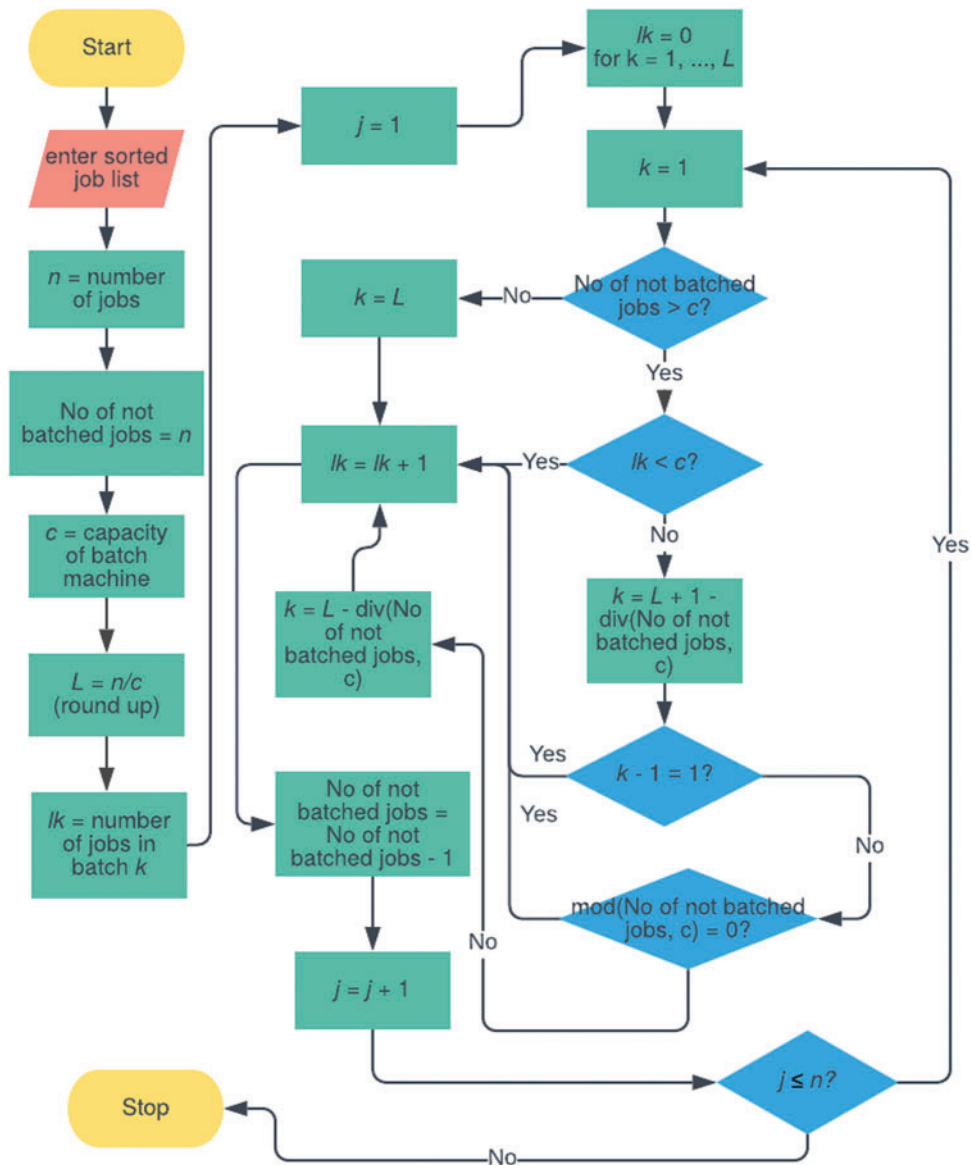 Start
enter sorted
job list
n = number
of jobs
No of not
batched jobs = n
c = capacity
of batch
machine
L = n/c
(round up)
lk = number
of jobs in
batch k
j = 1
lk = 0
for k = 1, ..., L
k = 1
No of not batched
jobs > c?
No
k = L
Yes
lk < c?
Yes
lk = lk + 1
No
k = L + 1 -
div(No of not
batched jobs,
c)
k = L - div(No
of not
batched jobs,
c)
k - 1 = 1?
Yes
No
mod(No of not batched
jobs, c) = 0?
Yes
No
No of not
batched jobs =
No of not
batched jobs - 1
j = j + 1
j ≤ n?
Yes
No
Stop